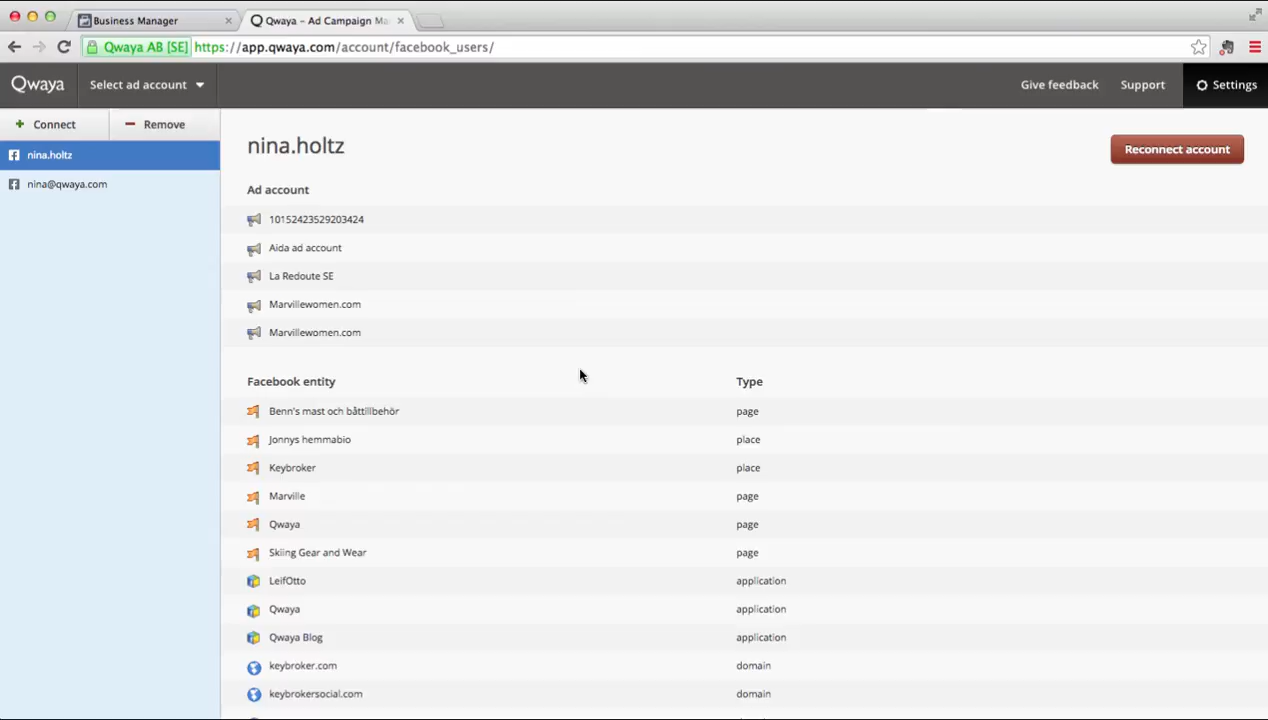 Business Manager
Qwaya – Ad Campaign Ma
Qwaya AB [SE] https://app.qwaya.com/account/facebook_users/
Qwaya Select ad account Give feedback Support Settings
+ Connect − Remove
nina.holtz
nina@qwaya.com
nina.holtz
Reconnect account
Ad account
10152423529203424
Aida ad account
La Redoute SE
Marvillewomen.com
Marvillewomen.com
Facebook entity Type
Benn's mast och båttillbehör page
Jonnys hemmabio place
Keybroker place
Marville page
Qwaya page
Skiing Gear and Wear page
LeifOtto application
Qwaya application
Qwaya Blog application
keybroker.com domain
keybrokersocial.com domain